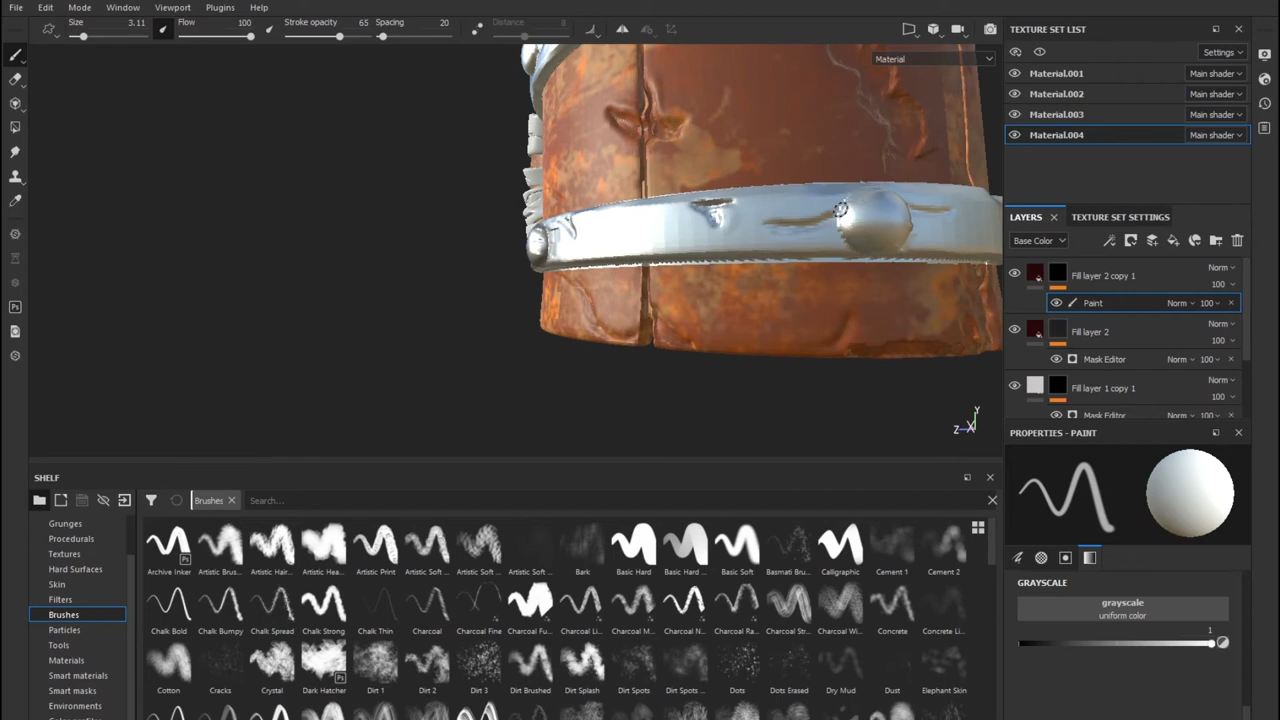 File Edit Mode Window Viewport Plugins Help
Size 3.11 Flow 100 Stroke opacity 65 Spacing 20 Distance 8
Material
TEXTURE SET LIST
Settings
Material.001 Main shader
Material.002 Main shader
Material.003 Main shader
Material.004 Main shader
LAYERS TEXTURE SET SETTINGS
Base Color
Fill layer 2 copy 1 Norm 100
Paint Norm 100
Fill layer 2 Norm 100
Mask Editor Norm 100
Fill layer 1 copy 1 Norm 100
Mask Editor Norm 100
Y
Z X
PROPERTIES - PAINT
GRAYSCALE
grayscale
uniform color
1
SHELF
Brushes Search...
Grunges
Procedurals
Textures
Hard Surfaces
Skin
Filters
Brushes
Particles
Tools
Materials
Smart materials
Smart masks
Environments
Ps
Archive Inker Artistic Brus... Artistic Hair... Artistic Hea... Artistic Print Artistic Soft ... Artistic Soft ... Artistic Soft ... Bark Basic Hard Basic Hard ... Basic Soft Basmati Bru... Calligraphic Cement 1 Cement 2
Chalk Bold Chalk Bumpy Chalk Spread Chalk Strong Chalk Thin Charcoal Charcoal Fine Charcoal Fu... Charcoal Li... Charcoal M... Charcoal N... Charcoal Ra... Charcoal Str... Charcoal Wi... Concrete Concrete Li...
Ps
Cotton Cracks Crystal Dark Hatcher Dirt 1 Dirt 2 Dirt 3 Dirt Brushed Dirt Splash Dirt Spots Dirt Spots ... Dots Dots Erased Dry Mud Dust Elephant Skin
Ps